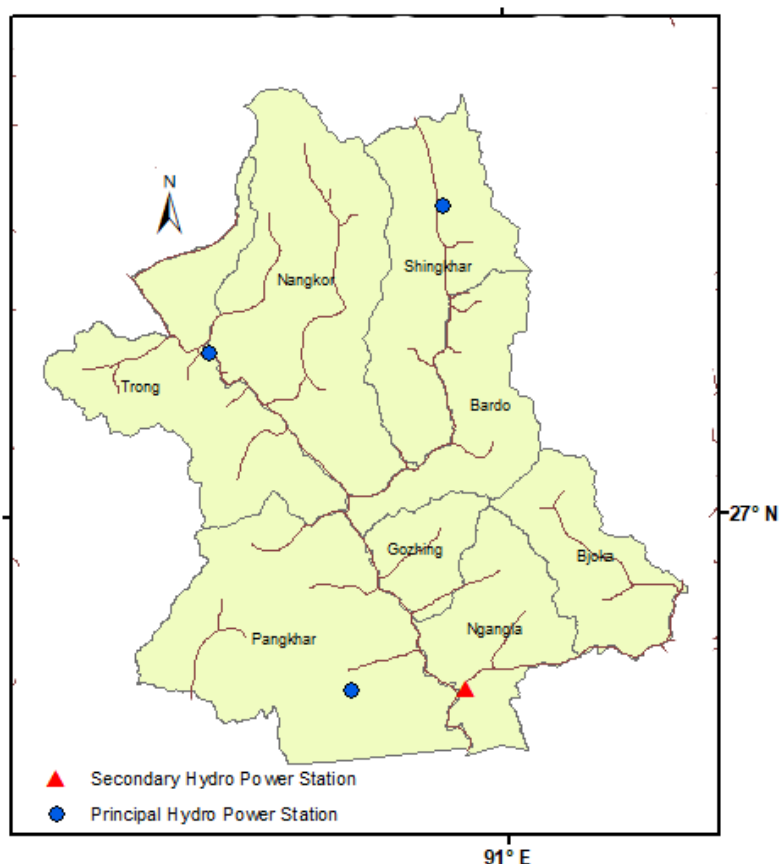 N
Shingkhar
Nangkor
Trong
Bardo
27° N
Gozhing
Bjoka
Ngangla
Pangkhar
Secondary Hydro Power Station
Principal Hydro Power Station
91° E